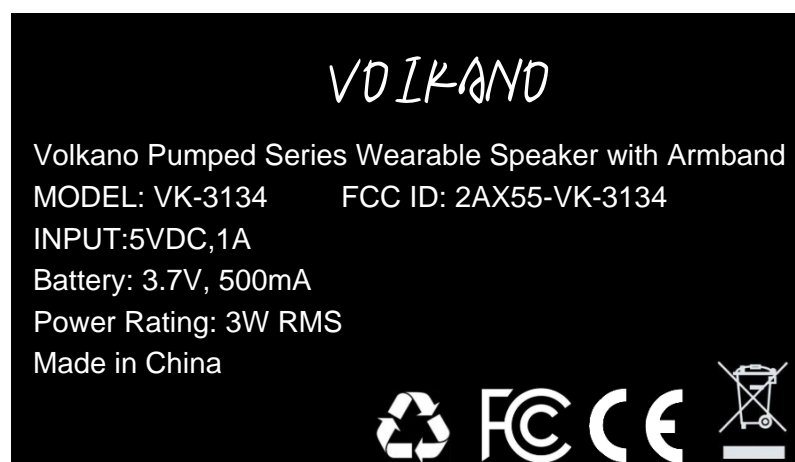 VOIKANO
Volkano Pumped Series Wearable Speaker with Armband
MODEL: VK-3134 FCC ID: 2AX55-VK-3134
INPUT:5VDC,1A
Battery: 3.7V, 500mA
Power Rating: 3W RMS
Made in China
FC CE